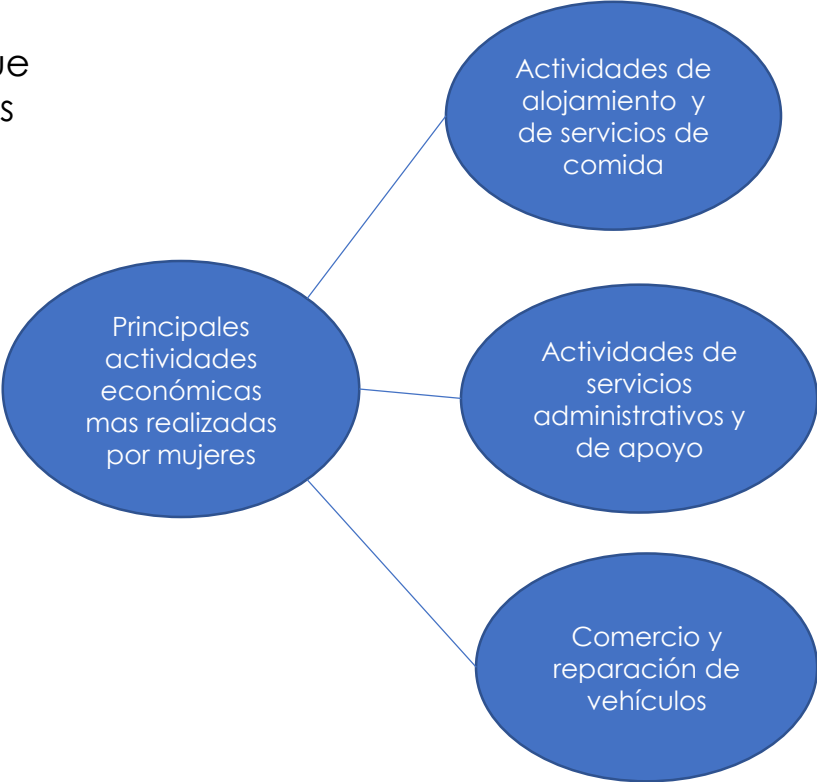 Actividades de
alojamiento y
de servicios de
comida
Principales
actividades
económicas
mas realizadas
por mujeres
Actividades de
servicios
administrativos y
de apoyo
Comercio y
reparación de
vehículos